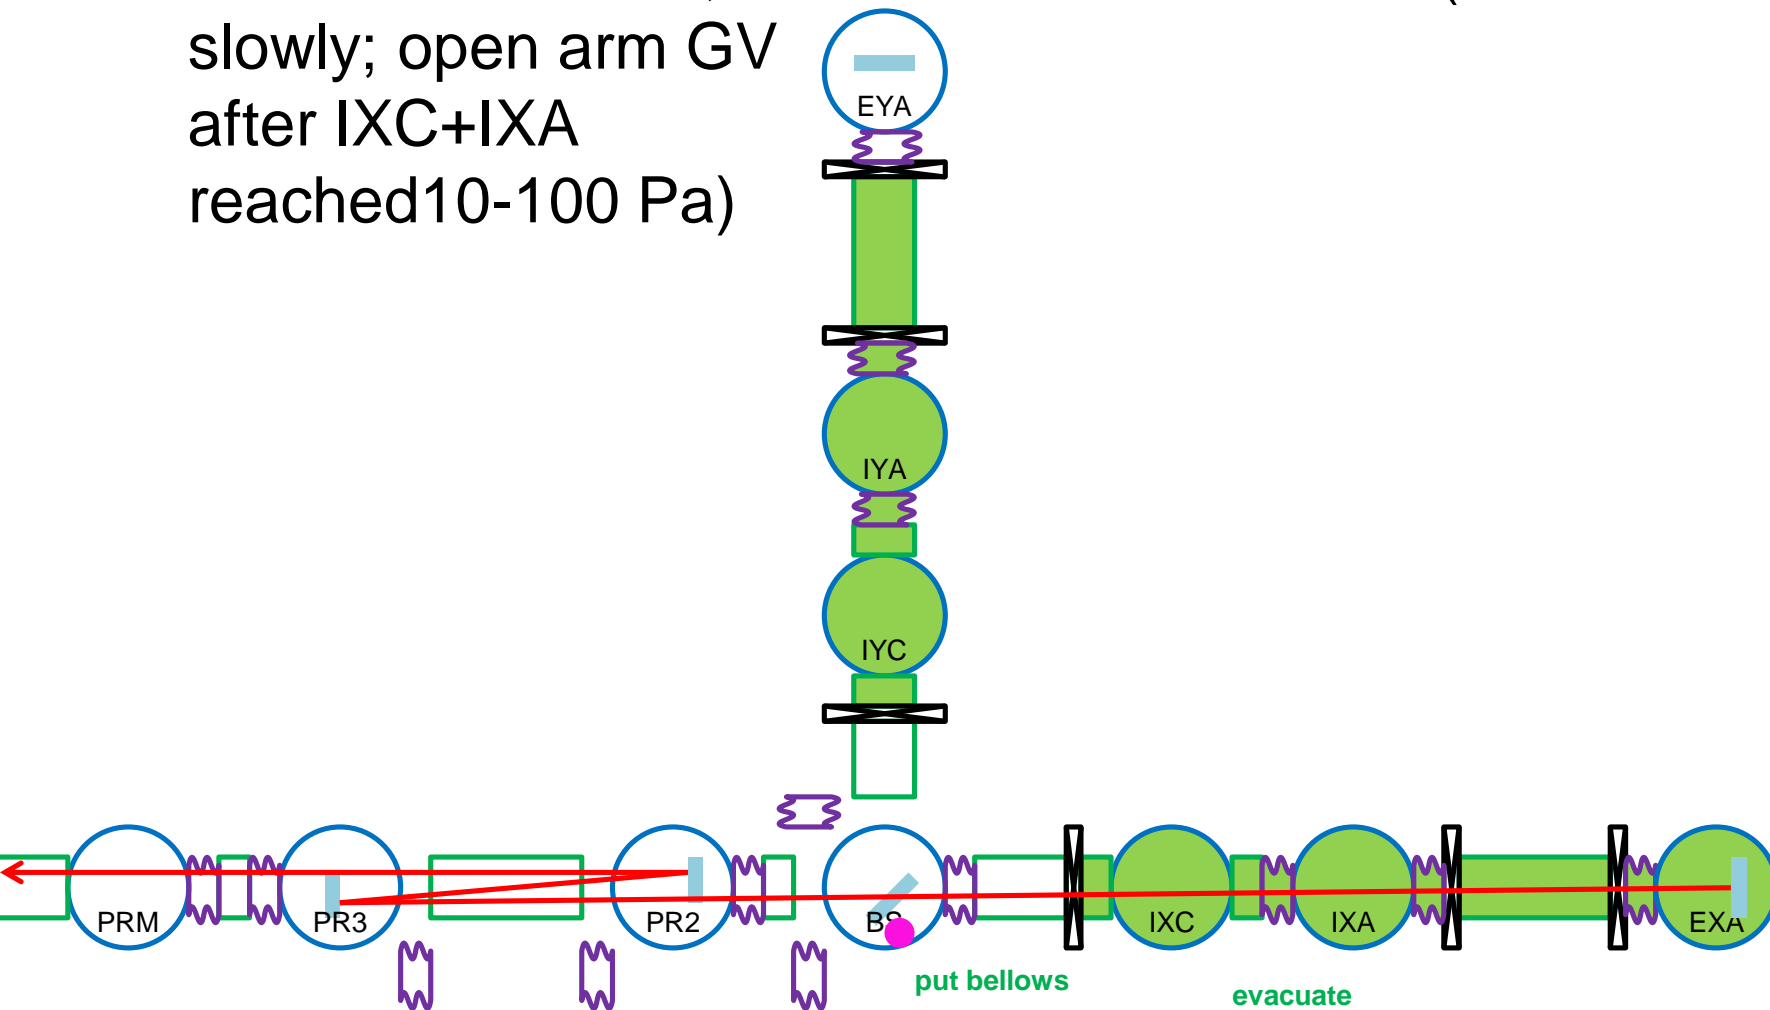 slowly; open arm GV
after IXC+IXA
reached10-100 Pa)
EYA
IYA
IYC
PRM
PR3
PR2
BS
IXC
IXA
EXA
put bellows
evacuate